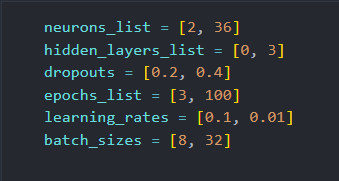 neurons_list = [2, 36]
hidden_layers_list = [0, 3]
dropouts = [0.2, 0.4]
epochs_list = [3, 100]
learning_rates = [0.1, 0.01]
batch_sizes = [8, 32]